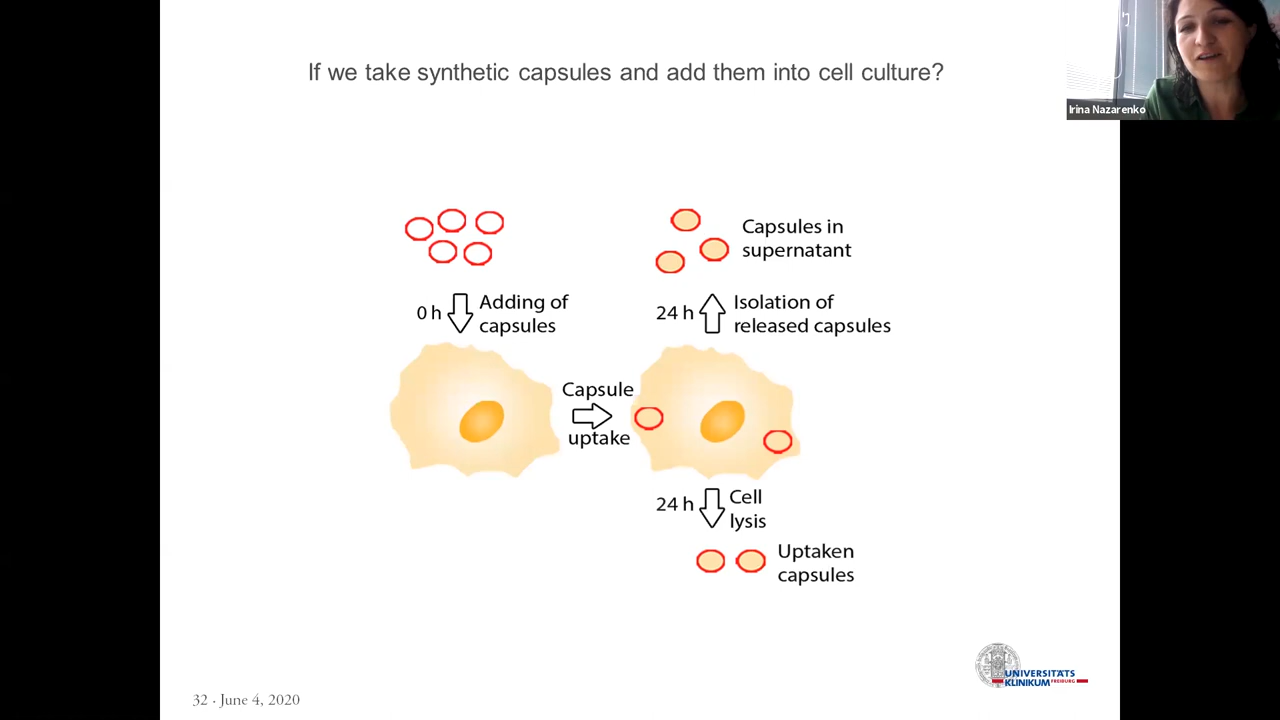 If we take synthetic capsules and add them into cell culture?
Irina Nazarenko
Capsules in
supernatant
0 h
Adding of
capsules
24 h
Isolation of
released capsules
Capsule
uptake
24 h
Cell
lysis
Uptaken
capsules
UNIVERSITÄTS
KLINIKUM FREIBURG
32 · June 4, 2020